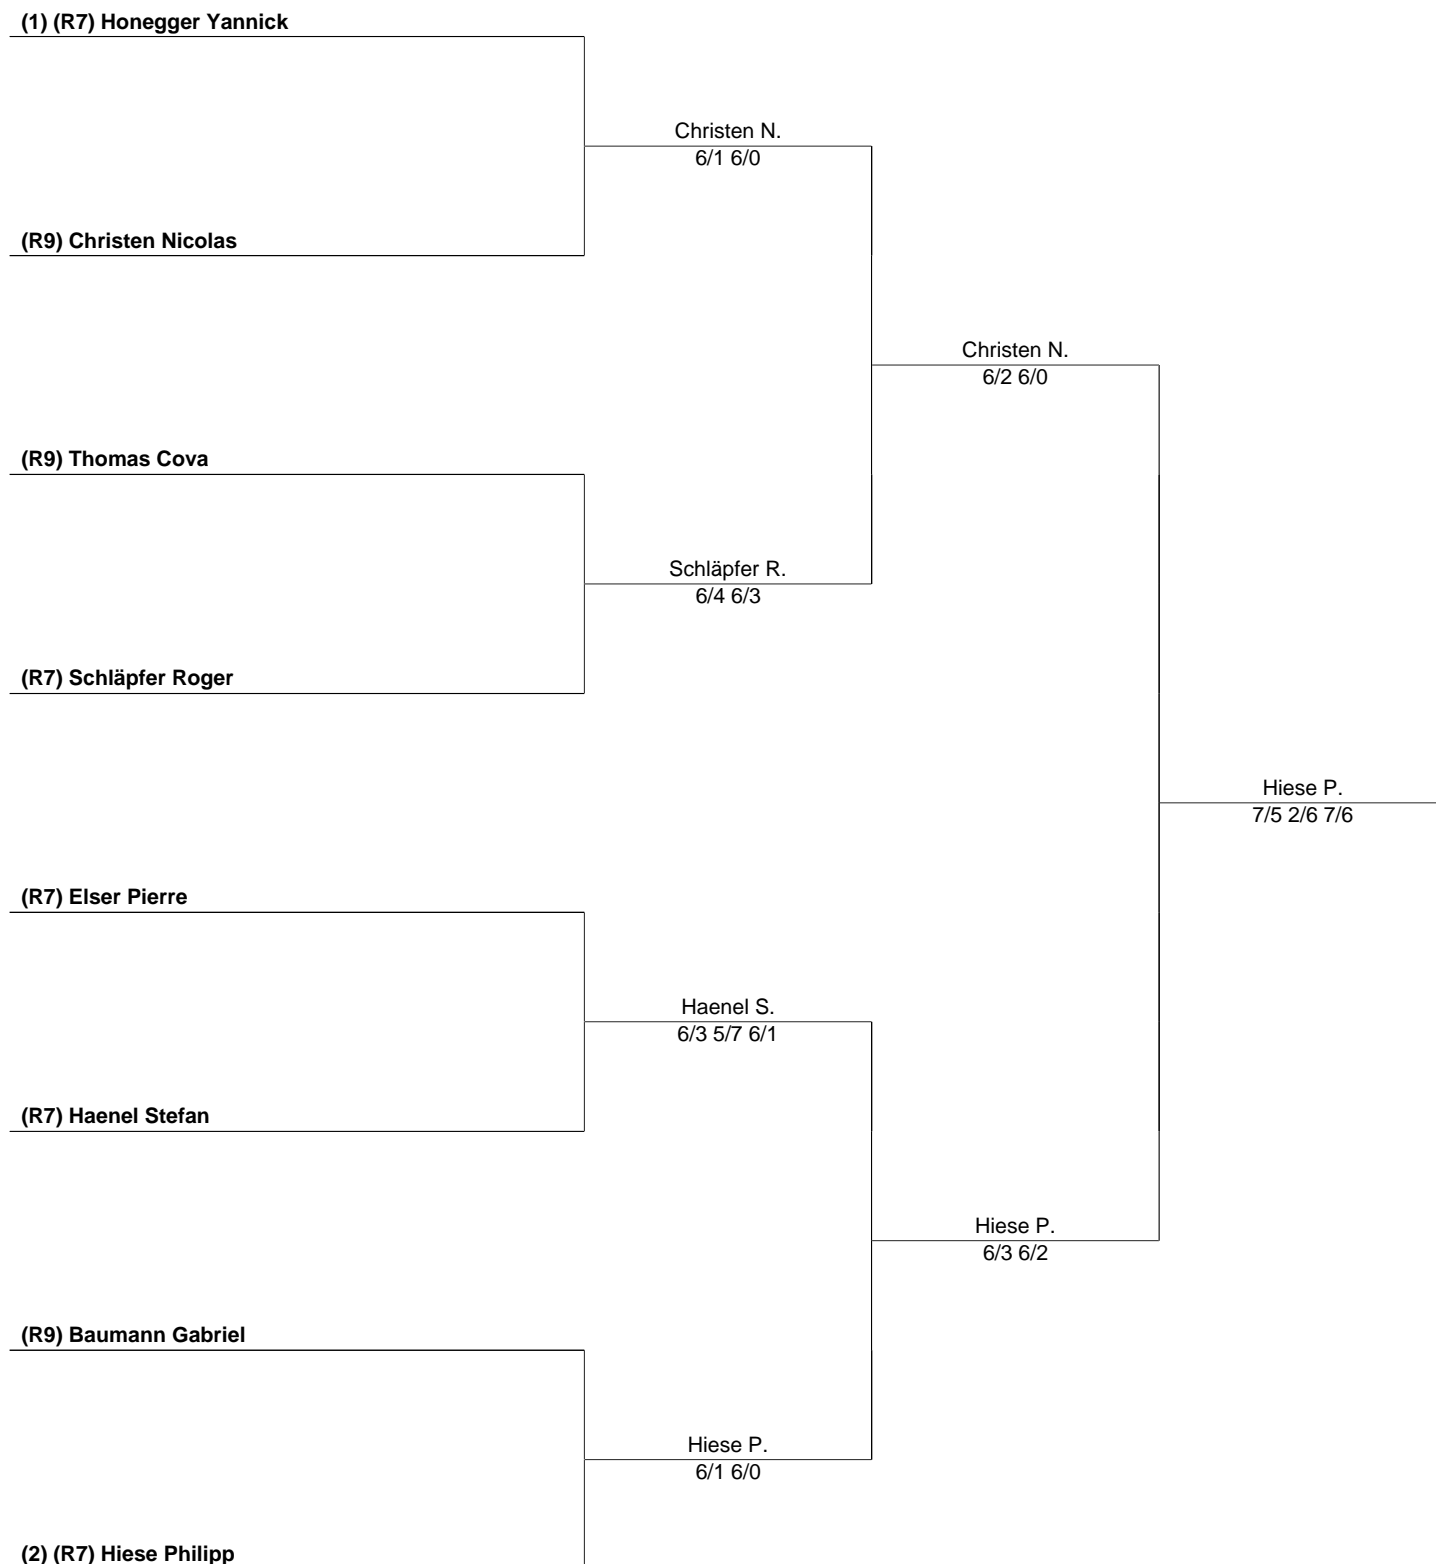 (1) (R7) Honegger Yannick
Christen N.
6/1 6/0
(R9) Christen Nicolas
Christen N.
6/2 6/0
(R9) Thomas Cova
Schläpfer R.
6/4 6/3
(R7) Schläpfer Roger
Hiese P.
7/5 2/6 7/6
(R7) Elser Pierre
Haenel S.
6/3 5/7 6/1
(R7) Haenel Stefan
Hiese P.
6/3 6/2
(R9) Baumann Gabriel
Hiese P.
6/1 6/0
(2) (R7) Hiese Philipp